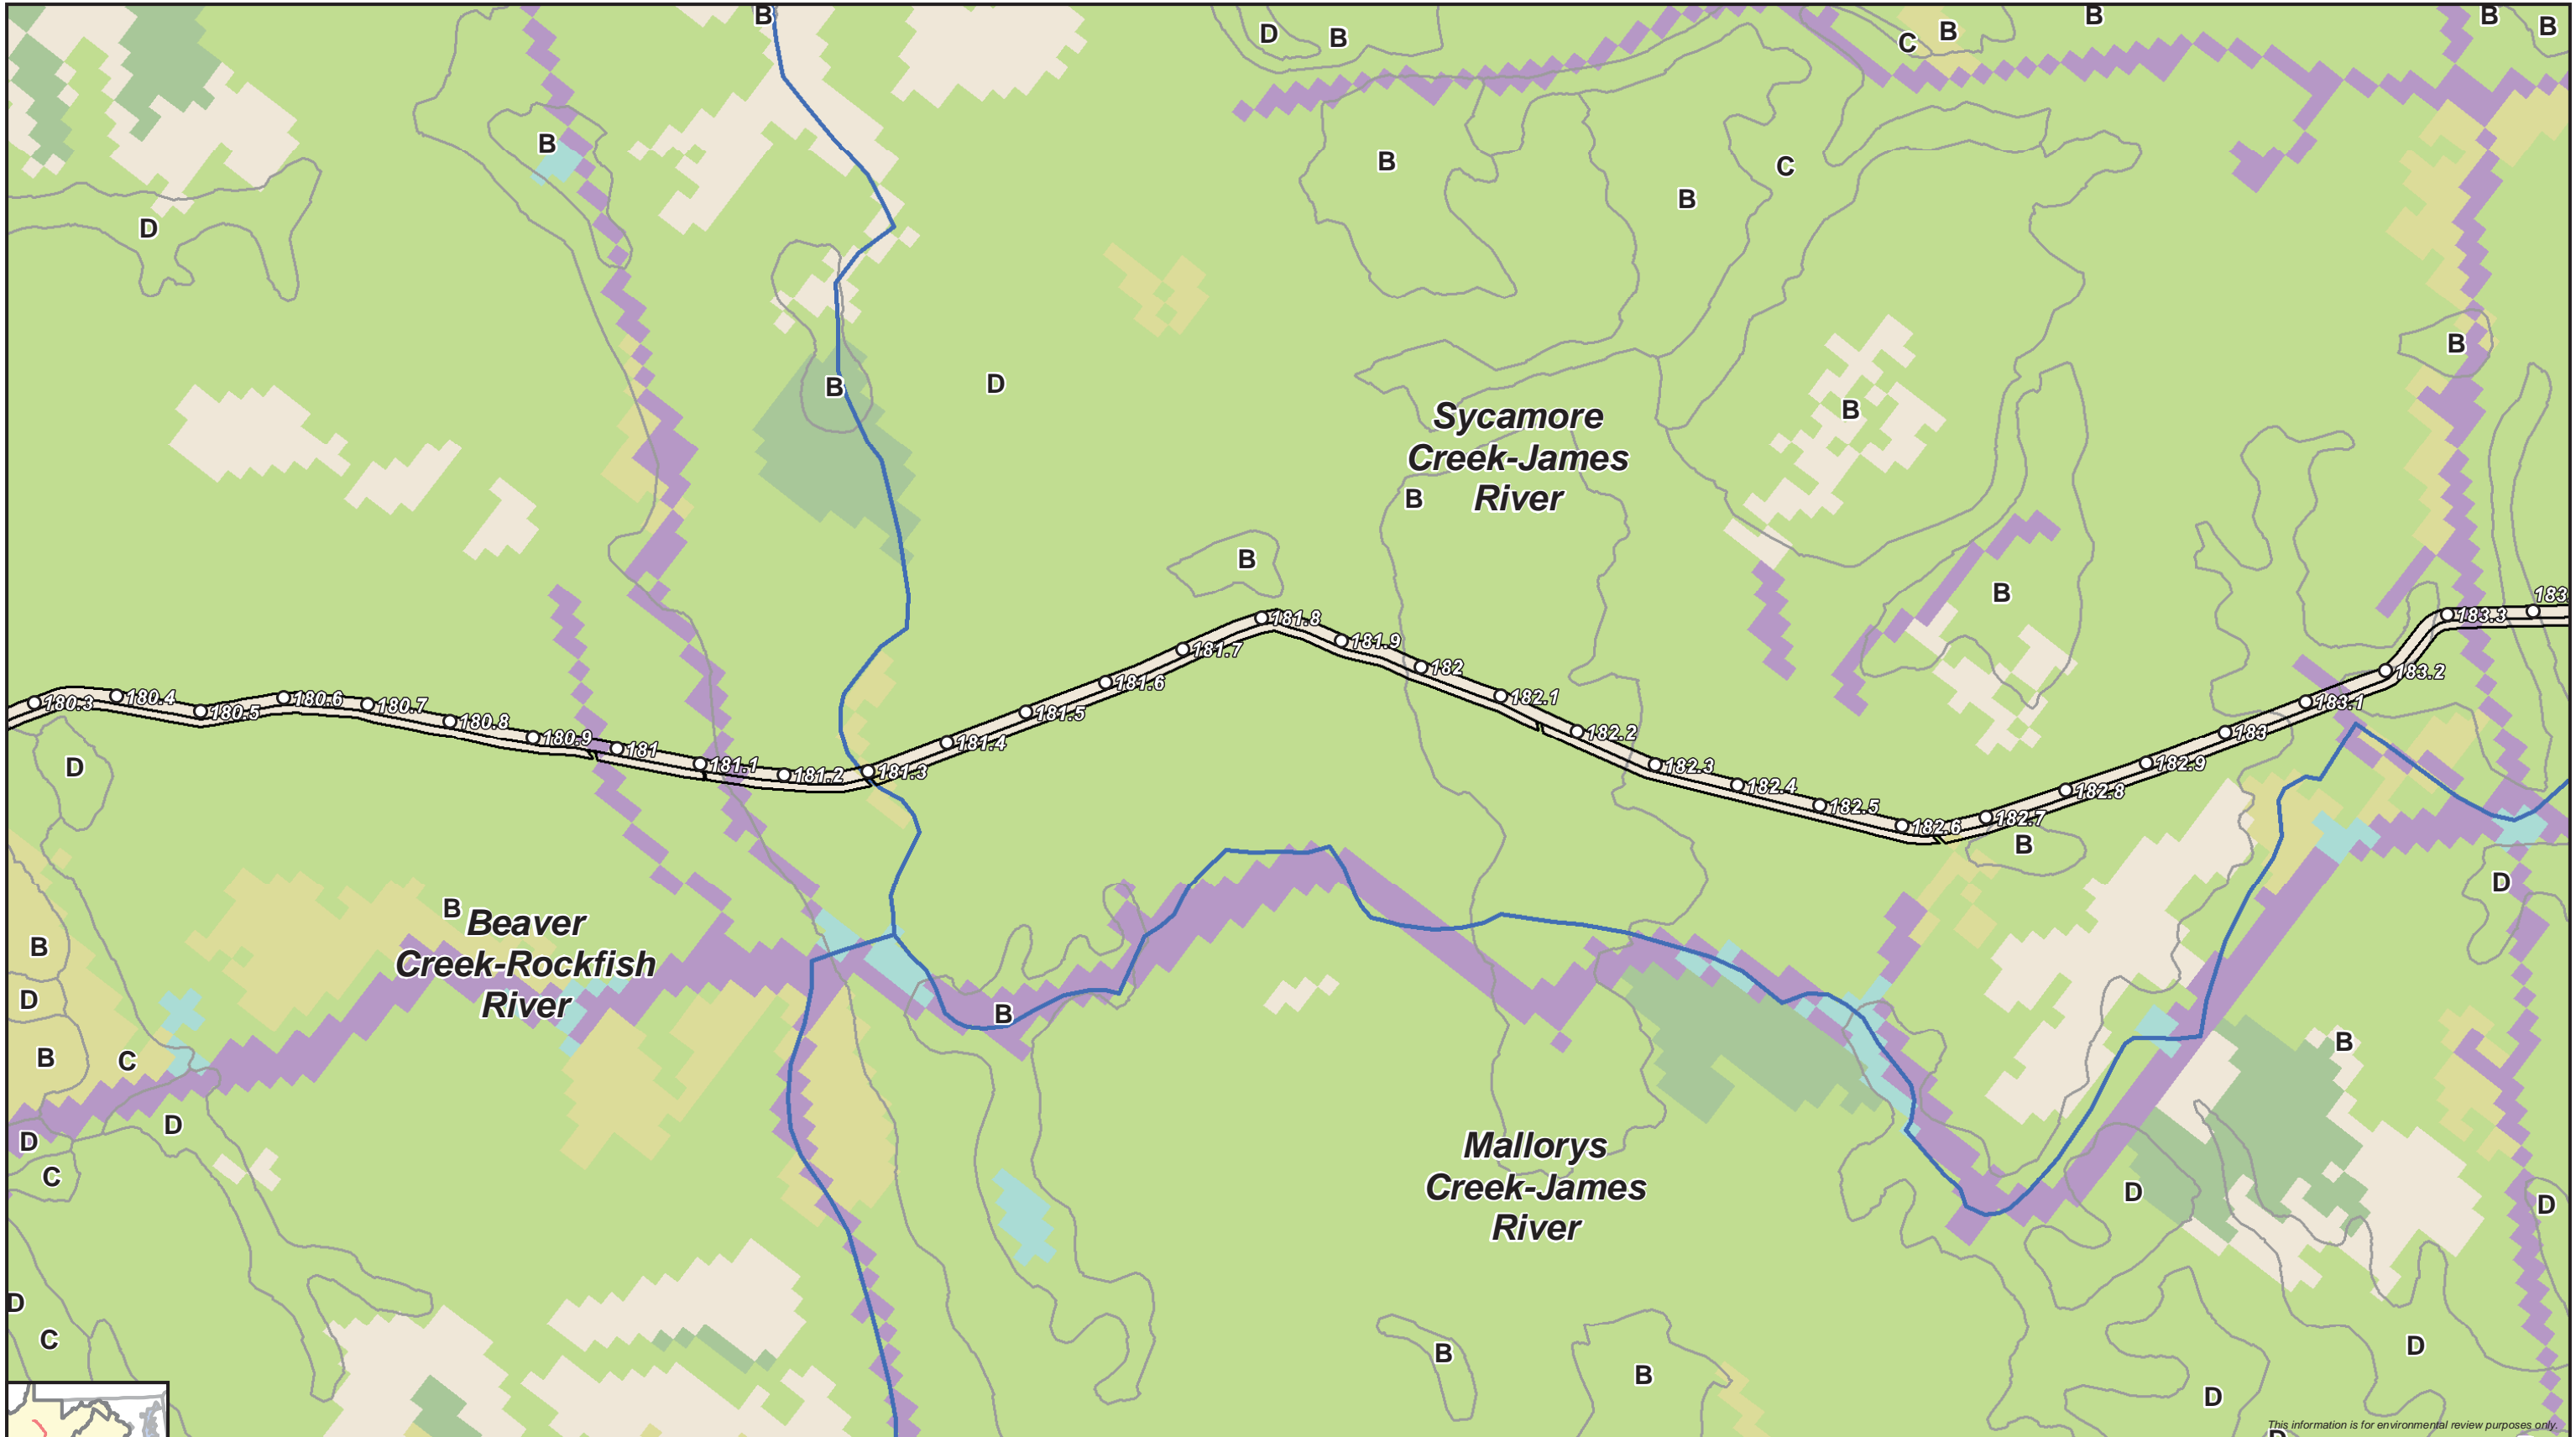 B
D
B
C
B
B
B
B
B
B
C
B
D
B
B
D
B
B
Sycamore
Creek-James
River
B
B
B
180.3
180.4
180.5
180.6
180.7
180.8
180.9
181
181.1
181.2
181.3
181.4
181.5
181.6
181.7
181.8
181.9
182
182.1
182.2
182.3
182.4
182.5
182.6
182.7
182.8
182.9
183
183.1
183.2
183.3
183
D
B
D
B
B
Beaver
Creek-Rockfish
River
D
B
B
C
B
D
D
C
Mallorys
Creek-James
River
D
D
D
C
B
B
D
D
This information is for environmental review purposes only.